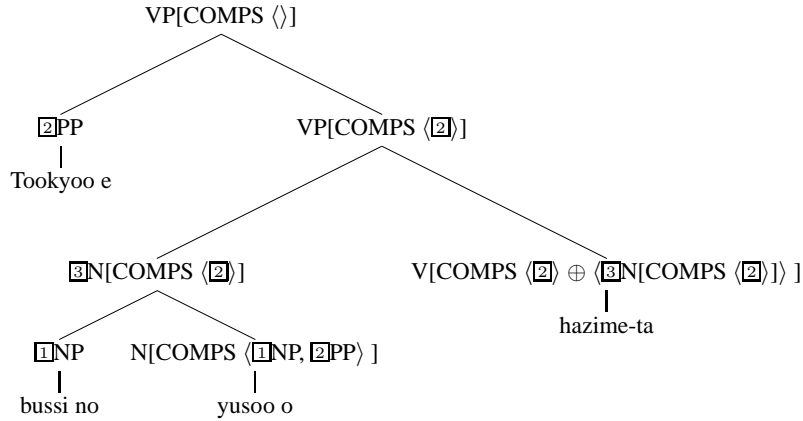 VP[COMPS ⟨⟩]
2PP VP[COMPS ⟨2⟩]
Tookyoo e
3N[COMPS ⟨2⟩] V[COMPS ⟨2⟩ ⊕ ⟨3N[COMPS ⟨2⟩]⟩ ]
hazime-ta
1NP N[COMPS ⟨1NP, 2PP⟩ ]
bussi no yusoo o